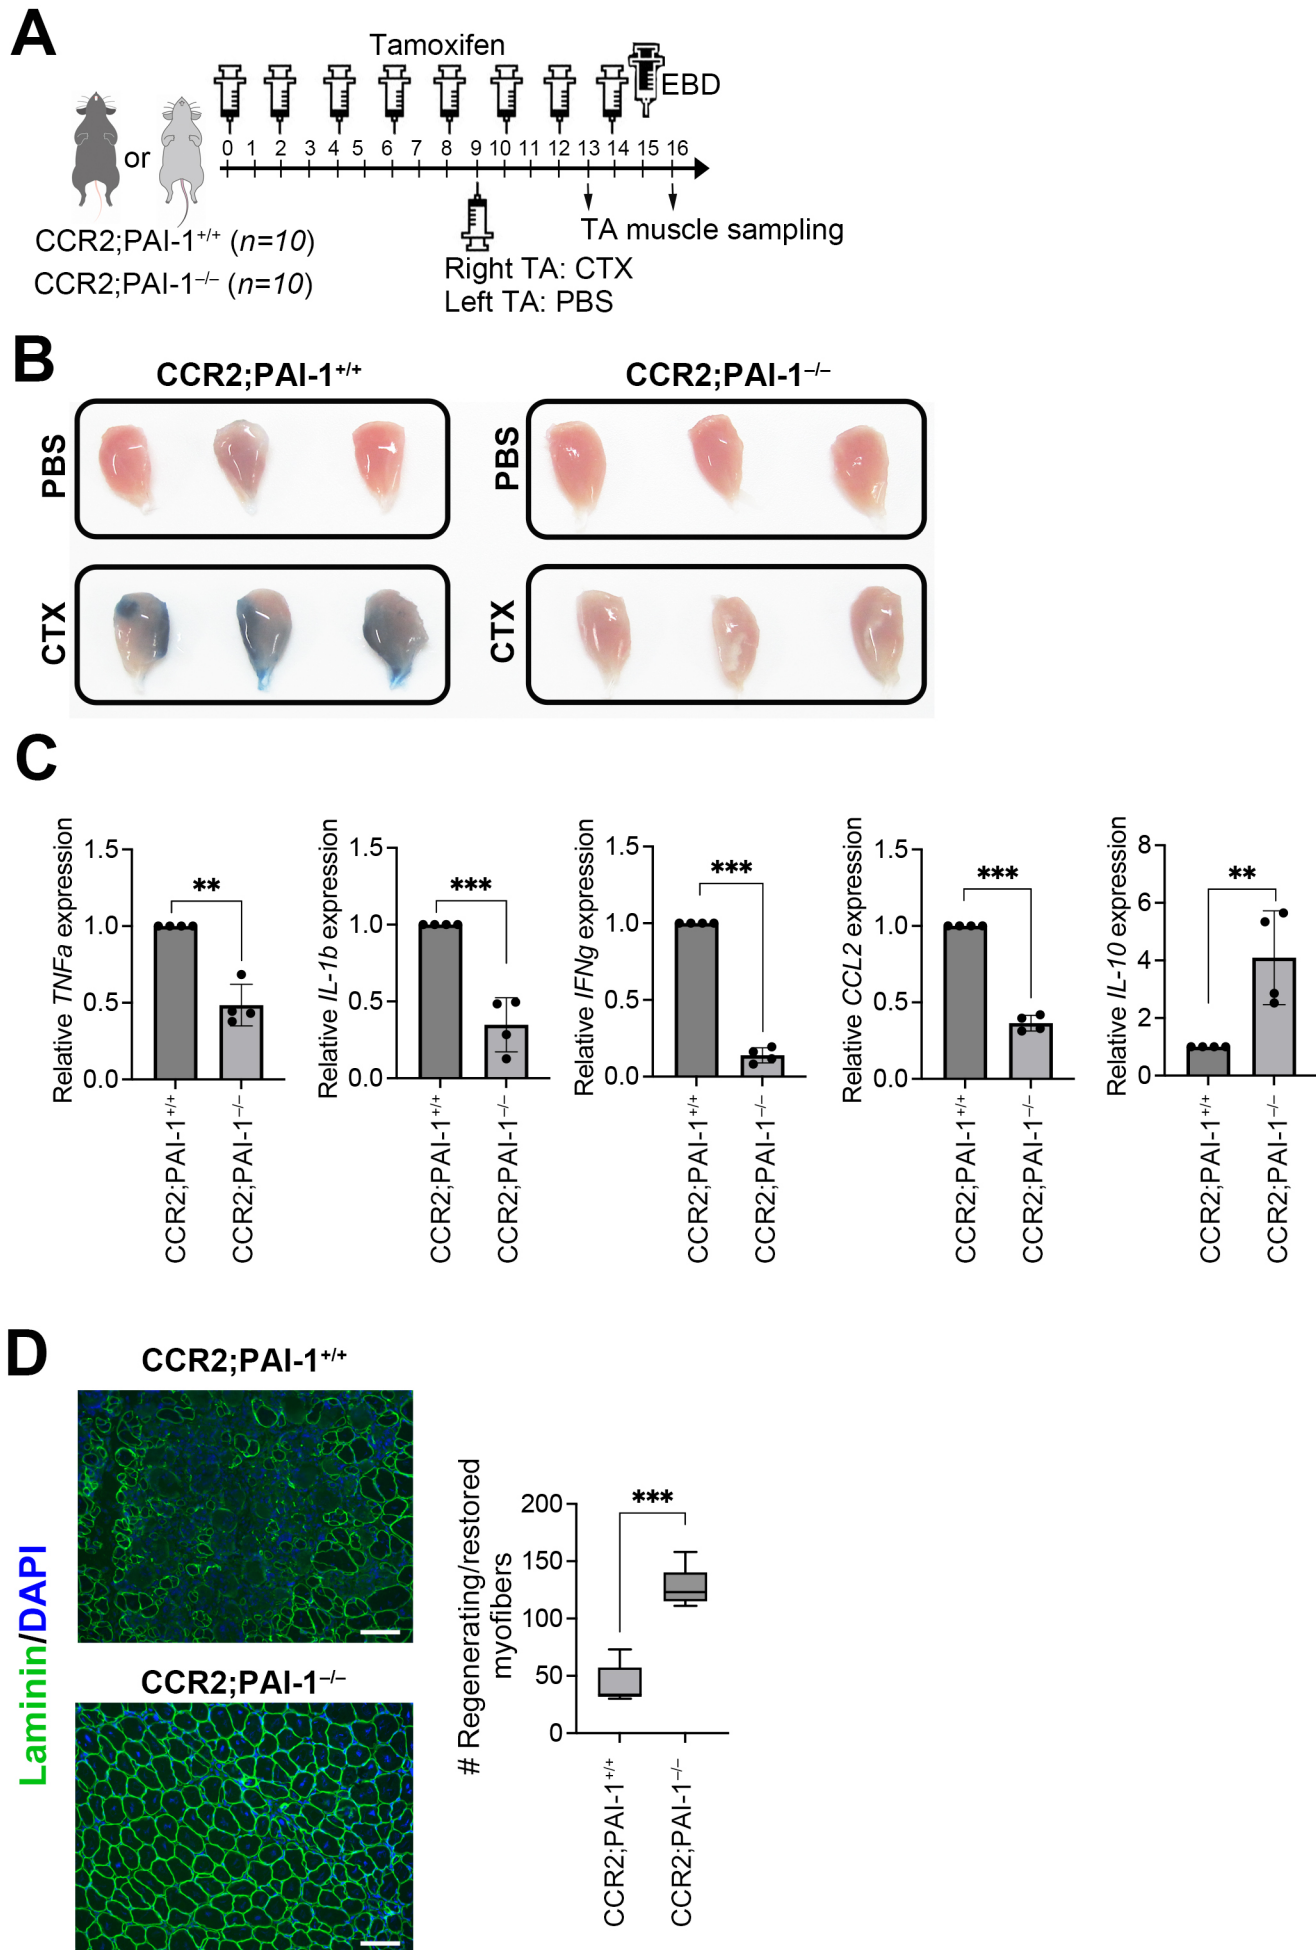 A
Tamoxifen
EBD
0 1 2 3 4 5 6 7 8 9 10 11 12 13 14 15 16
or
TA muscle sampling
CCR2;PAI-1+/+ (n=10)
CCR2;PAI-1–/– (n=10)
Right TA: CTX
Left TA: PBS
B
CCR2;PAI-1+/+
CCR2;PAI-1–/–
PBS
PBS
CTX
CTX
C
Relative TNFa expression
1.5
1.0
0.5
0.0
**
CCR2;PAI-1+/+
CCR2;PAI-1–/–
Relative IL-1b expression
1.5
1.0
0.5
0.0
***
CCR2;PAI-1+/+
CCR2;PAI-1–/–
Relative IFNg expression
1.5
1.0
0.5
0.0
***
CCR2;PAI-1+/+
CCR2;PAI-1–/–
Relative CCL2 expression
1.5
1.0
0.5
0.0
***
CCR2;PAI-1+/+
CCR2;PAI-1–/–
Relative IL-10 expression
8
6
4
2
0
**
CCR2;PAI-1+/+
CCR2;PAI-1–/–
D
CCR2;PAI-1+/+
CCR2;PAI-1–/–
Laminin/DAPI
# Regenerating/restored
myofibers
200
150
100
50
0
***
CCR2;PAI-1+/+
CCR2;PAI-1–/–